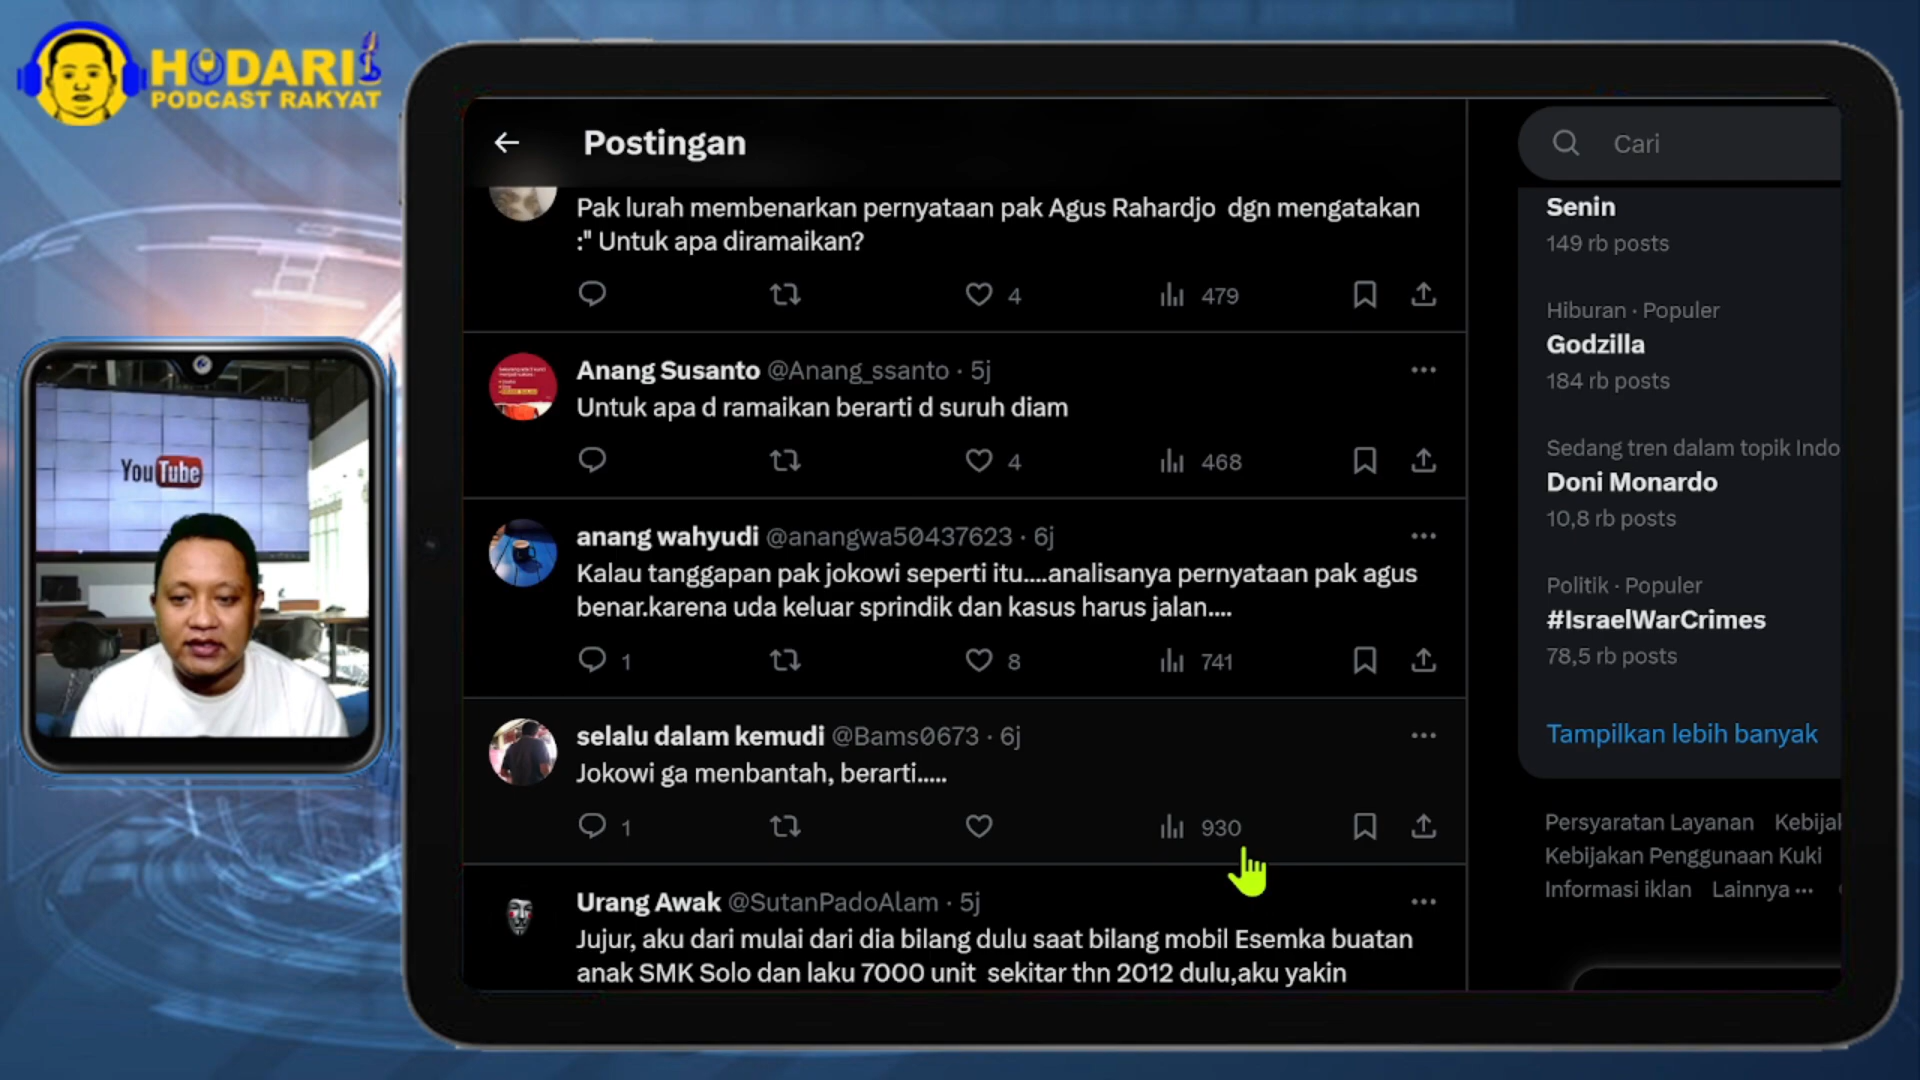 HODARI
PODCAST RAKYAT
YouTube
Postingan
Pak lurah membenarkan pernyataan pak Agus Rahardjo dgn mengatakan
:" Untuk apa diramaikan?
4
479
Anang Susanto @Anang_ssanto · 5j
Untuk apa d ramaikan berarti d suruh diam
4
468
anang wahyudi @anangwa50437623 · 6j
Kalau tanggapan pak jokowi seperti itu....analisanya pernyataan pak agus
benar.karena uda keluar sprindik dan kasus harus jalan....
1
8
741
selalu dalam kemudi @Bams0673 · 6j
Jokowi ga menbantah, berarti.....
1
930
Urang Awak @SutanPadoAlam · 5j
Jujur, aku dari mulai dari dia bilang dulu saat bilang mobil Esemka buatan
anak SMK Solo dan laku 7000 unit sekitar thn 2012 dulu,aku yakin
Cari
Senin
149 rb posts
Hiburan · Populer
Godzilla
184 rb posts
Sedang tren dalam topik Indo
Doni Monardo
10,8 rb posts
Politik · Populer
#IsraelWarCrimes
78,5 rb posts
Tampilkan lebih banyak
Persyaratan Layanan Kebijak
Kebijakan Penggunaan Kuki
Informasi iklan Lainnya ···